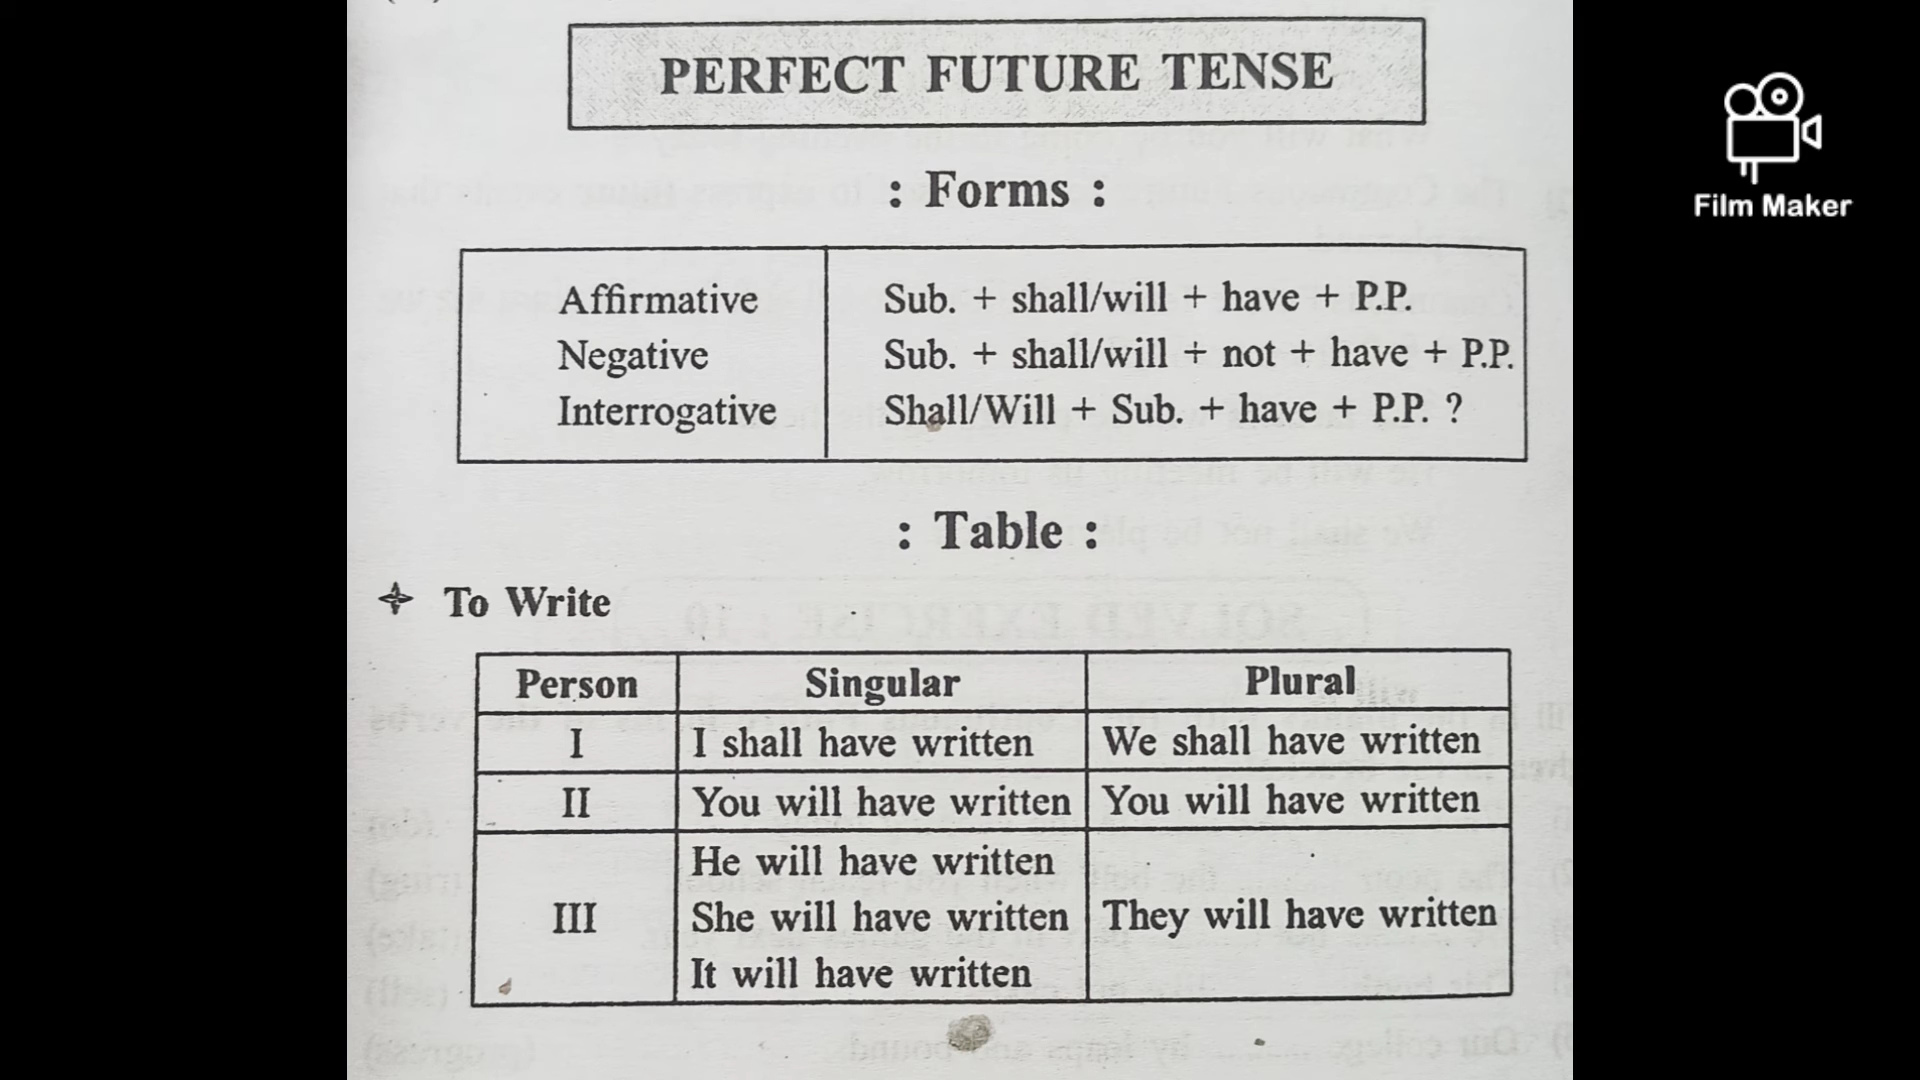 PERFECT FUTURE TENSE
: Forms :
Affirmative Sub. + shall/will + have + P.P.
Negative Sub. + shall/will + not + have + P.P.
Interrogative Shall/Will + Sub. + have + P.P. ?
: Table :
To Write
Person Singular Plural
I I shall have written We shall have written
II You will have written You will have written
He will have written
III She will have written They will have written
It will have written
Film Maker